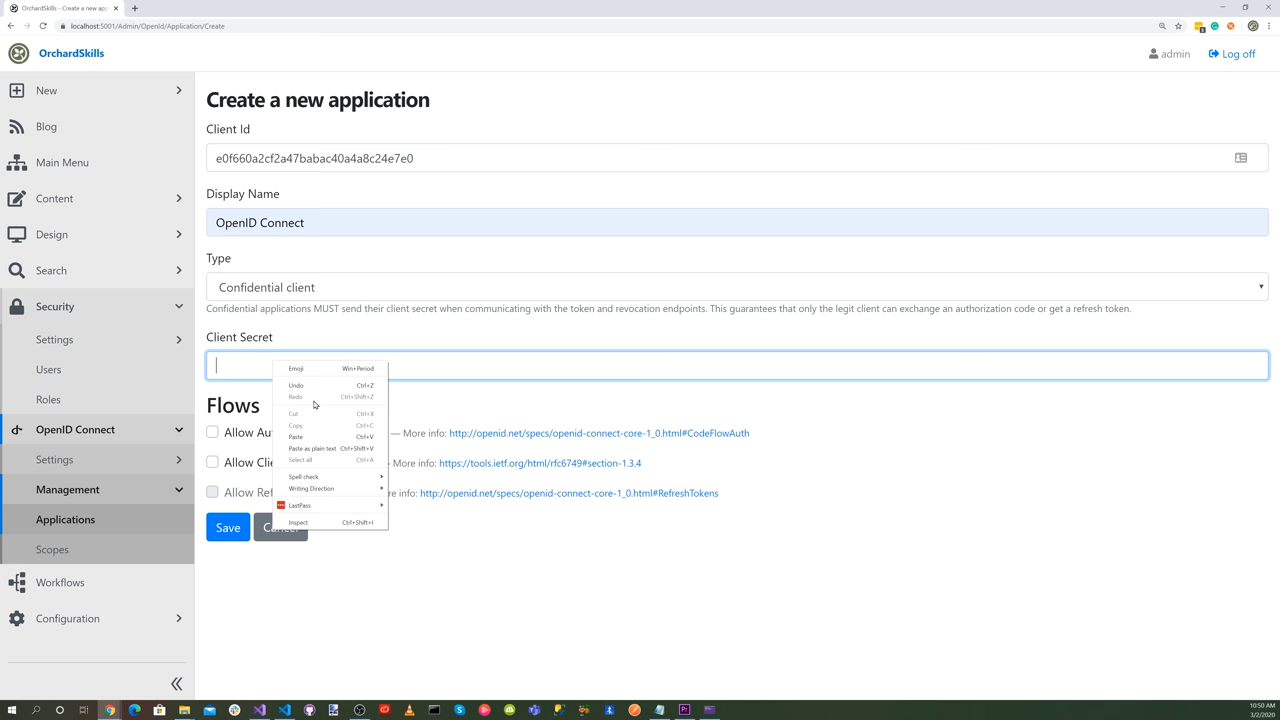 OrchardSkills - Create a new app
localhost:5001/Admin/OpenId/Application/Create
OrchardSkills
admin
Log off
New
Blog
Main Menu
Content
Design
Search
Security
Settings
Users
Roles
OpenID Connect
Settings
Management
Applications
Scopes
Workflows
Configuration
Create a new application
Client Id
e0f660a2cf2a47babac40a4a8c24e7e0
Display Name
OpenID Connect
Type
Confidential client
Confidential applications MUST send their client secret when communicating with the token and revocation endpoints. This guarantees that only the legit client can exchange an authorization code or get a refresh token.
Client Secret
Emoji Win+Period
Undo Ctrl+Z
Redo Ctrl+Shift+Z
Cut Ctrl+X
Copy Ctrl+C
Paste Ctrl+V
Paste as plain text Ctrl+Shift+V
Select all Ctrl+A
Spell check
Writing Direction
LastPass
Inspect Ctrl+Shift+I
Flows
Allow Au — More info: http://openid.net/specs/openid-connect-core-1_0.html#CodeFlowAuth
Allow Clie - More info: https://tools.ietf.org/html/rfc6749#section-1.3.4
Allow Ref re info: http://openid.net/specs/openid-connect-core-1_0.html#RefreshTokens
Save
Cancel
10:50 AM
3/2/2020